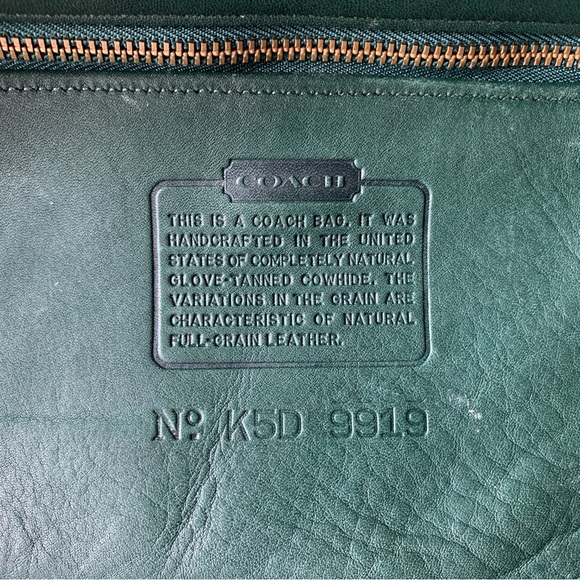 COACH
THIS IS A COACH BAG. IT WAS
HANDCRAFTED IN THE UNITED
STATES OF COMPLETELY NATURAL
GLOVE-TANNED COWHIDE. THE
VARIATIONS IN THE GRAIN ARE
CHARACTERISTIC OF NATURAL
FULL-GRAIN LEATHER.
Nº K5D 9919